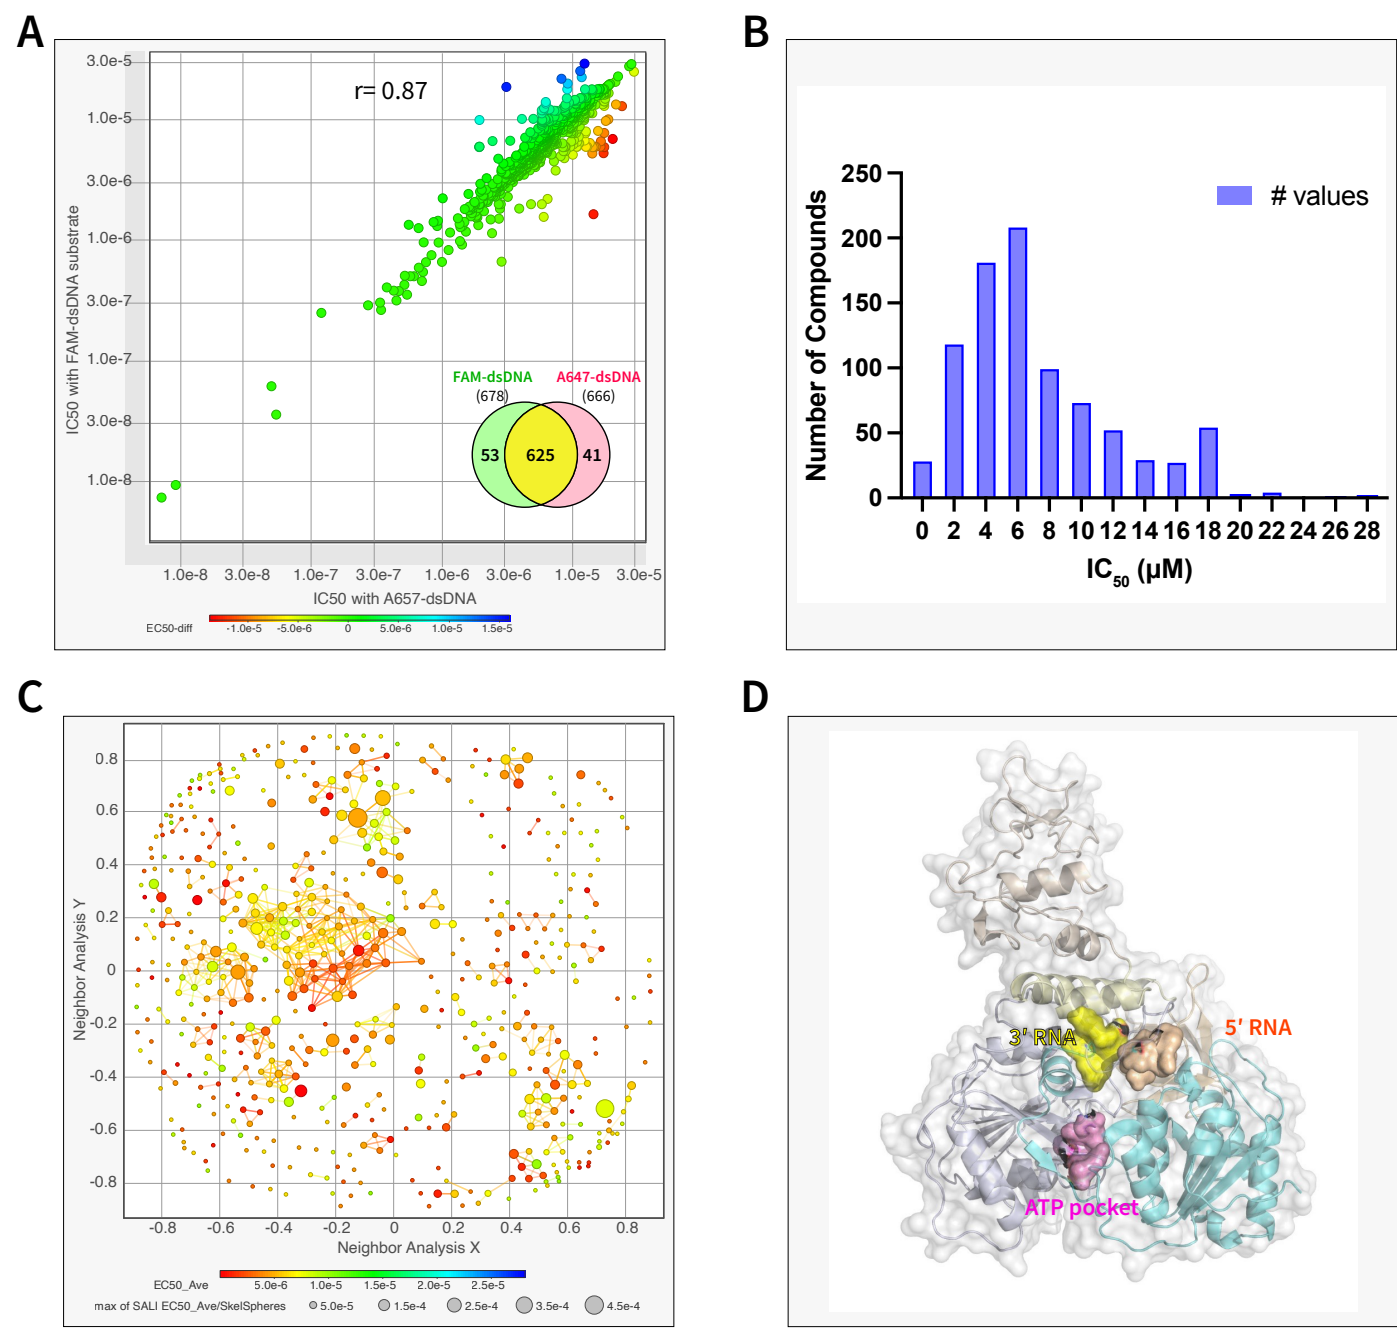 A
3.0e-5
1.0e-5
3.0e-6
1.0e-6
3.0e-7
1.0e-7
3.0e-8
1.0e-8
IC50 with FAM-dsDNA substrate
r= 0.87
FAM-dsDNA
(678)
A647-dsDNA
(666)
53
625
41
1.0e-8 3.0e-8 1.0e-7 3.0e-7 1.0e-6 3.0e-6 1.0e-5 3.0e-5
IC50 with A657-dsDNA
EC50-diff
-1.0e-5 -5.0e-6 0 5.0e-6 1.0e-5 1.5e-5
B
250
200
150
100
50
0
Number of Compounds
# values
0 2 4 6 8 10 12 14 16 18 20 22 24 26 28
IC50 (µM)
C
0.8
0.6
0.4
0.2
0
-0.2
-0.4
-0.6
-0.8
Neighbor Analysis Y
-0.8 -0.6 -0.4 -0.2 0 0.2 0.4 0.6 0.8
Neighbor Analysis X
EC50_Ave
5.0e-6 1.0e-5 1.5e-5 2.0e-5 2.5e-5
max of SALI EC50_Ave/SkelSpheres 5.0e-5 1.5e-4 2.5e-4 3.5e-4 4.5e-4
D
3′ RNA
5′ RNA
ATP pocket